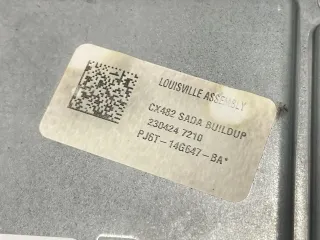 LOUISVILLE ASSEMBLY
CX482 SADA BUILDUP
230424 7210
PJ6T-14G647-BA*